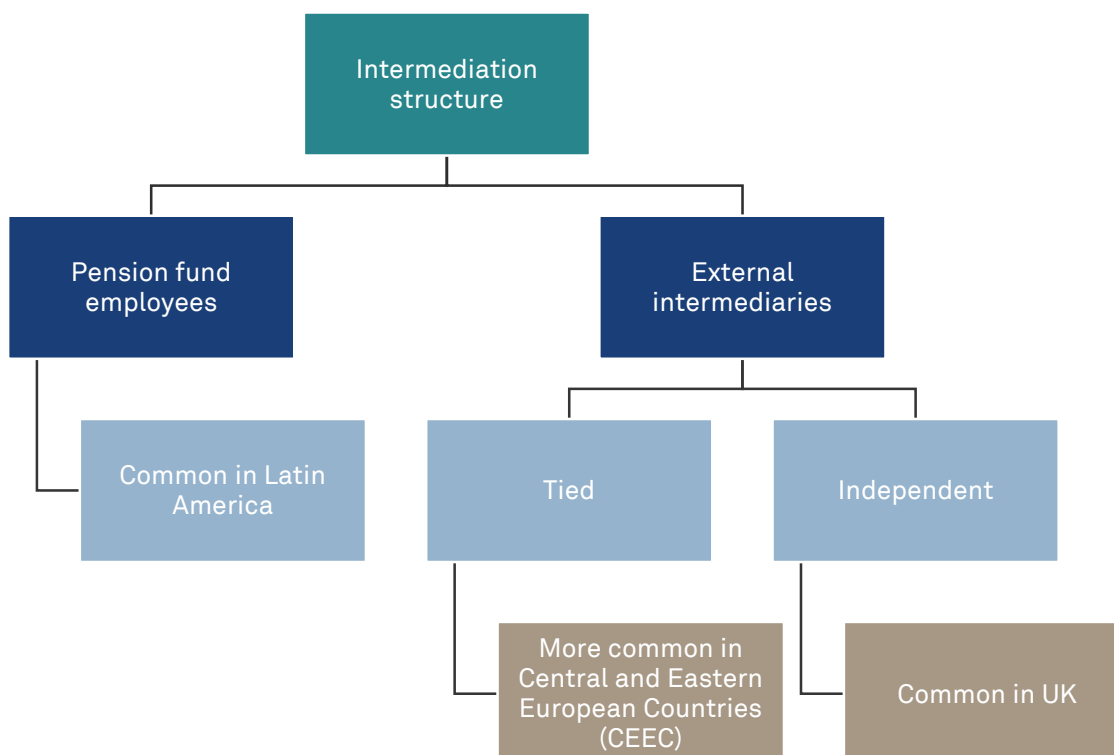 Intermediation
structure
Pension fund
employees
External
intermediaries
Common in Latin
America
Tied
Independent
More common in
Central and Eastern
European Countries
(CEEC)
Common in UK